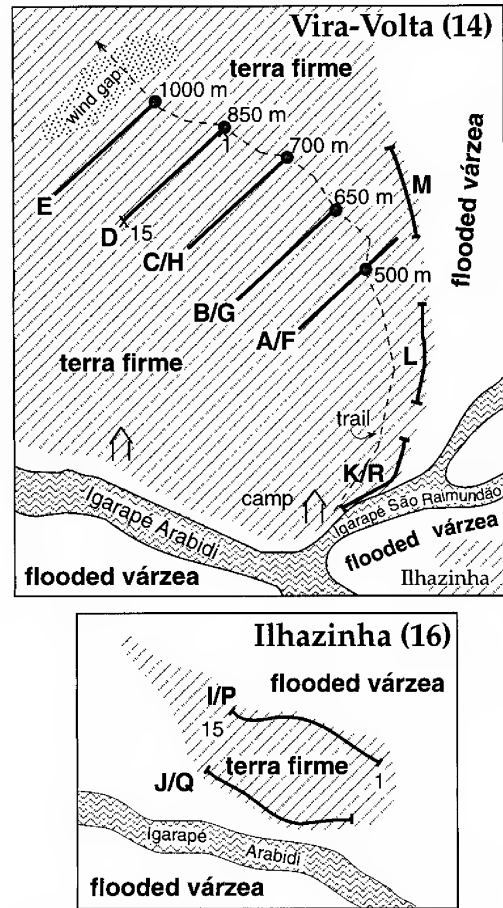 Vira-Volta (14)
terra firme
wind gap
1000 m
850 m
1
700 m
M
650 m
E
flooded várzea
D
15
C/H
500 m
B/G
A/F
terra firme
L
trail
K/R
camp
Igarapé São Raimundão
Igarapé Arabidi
flooded várzea
flooded várzea
Ilhazinha
Ilhazinha (16)
I/P
flooded várzea
15
terra firme
1
J/Q
Igarapé Arabidi
flooded várzea